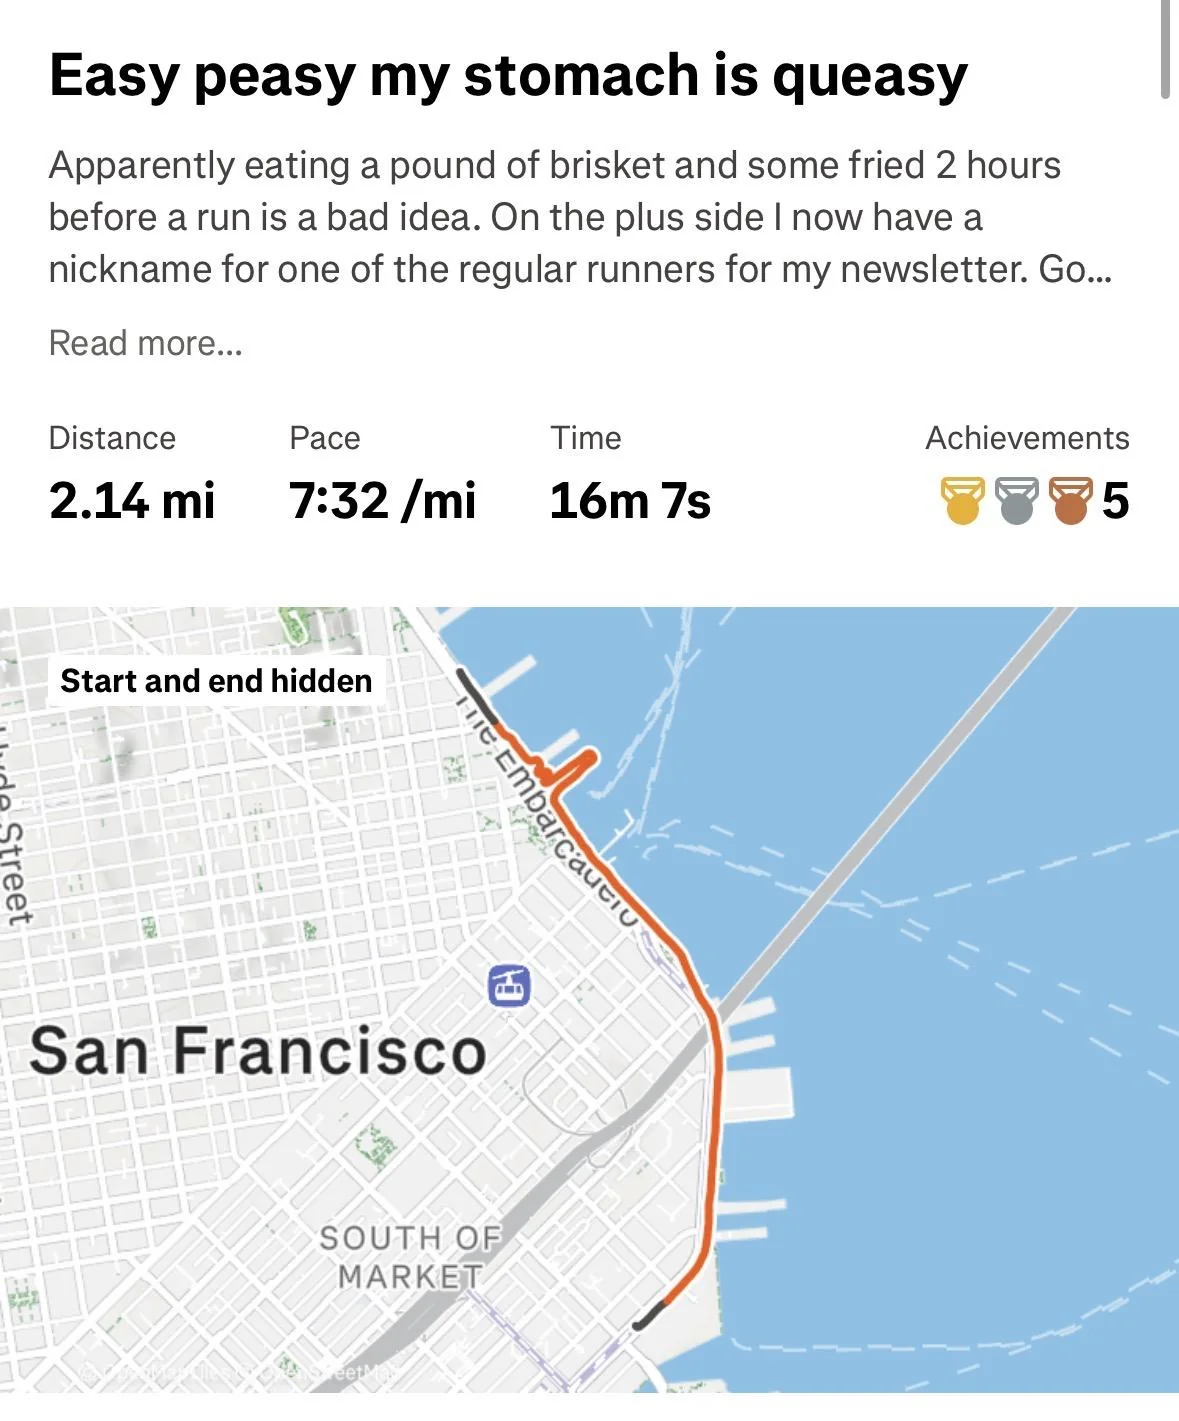 Easy peasy my stomach is queasy
Apparently eating a pound of brisket and some fried 2 hours
before a run is a bad idea. On the plus side I now have a
nickname for one of the regular runners for my newsletter. Go...
Read more...
Distance Pace Time Achievements
2.14 mi 7:32 /mi 16m 7s 5
Start and end hidden
The Embarcadero
Street
San Francisco
SOUTH OF
MARKET